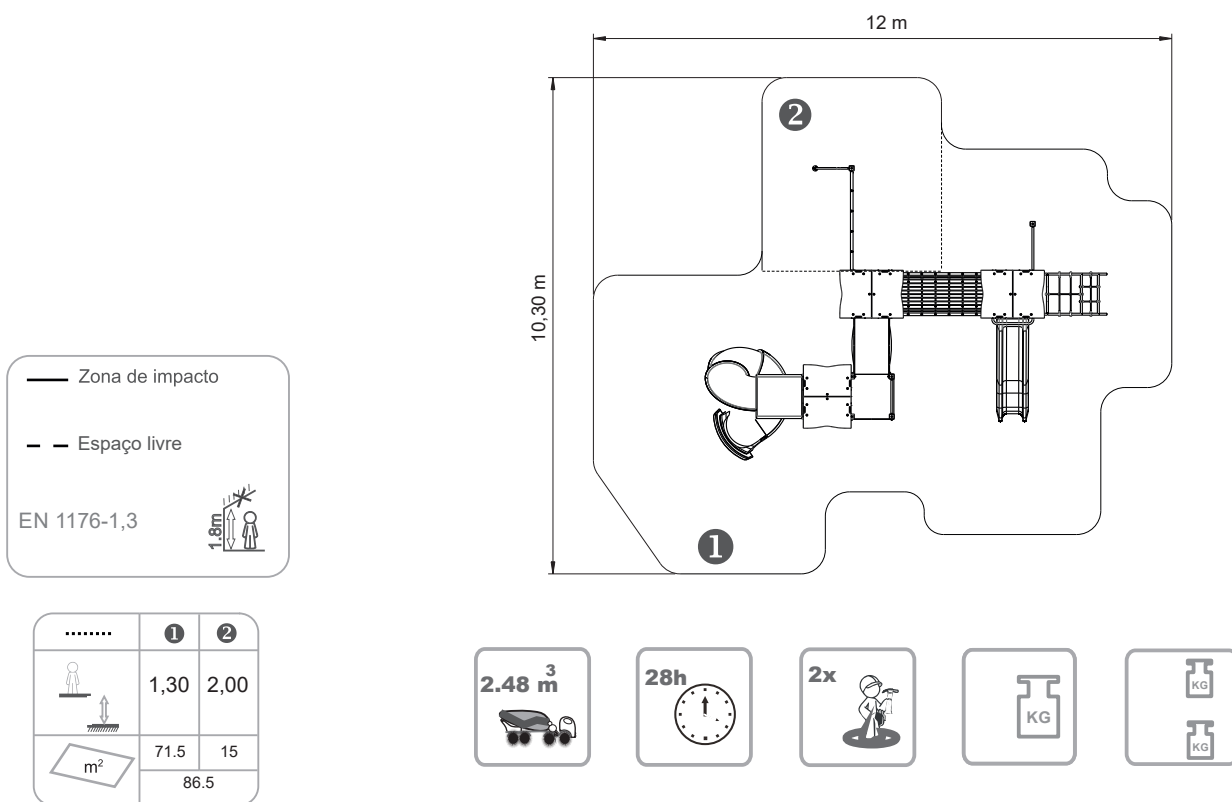 12 m
10,30 m
❷
❶
Zona de impacto
Espaço livre
EN 1176-1,3
1.8m
❶ ❷
1,30 2,00
m² 71.5 15
86.5
2.48 m³
28h
2x
KG
KG
KG